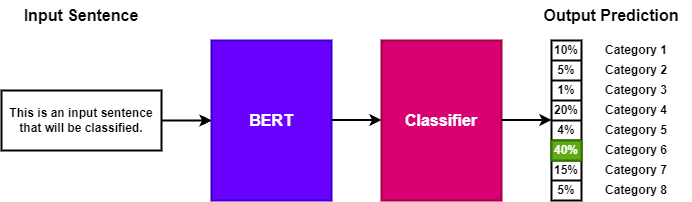 Input Sentence
Output Prediction
This is an input sentence
that will be classified.
BERT
Classifier
10% Category 1
5% Category 2
1% Category 3
20% Category 4
4% Category 5
40% Category 6
15% Category 7
5% Category 8